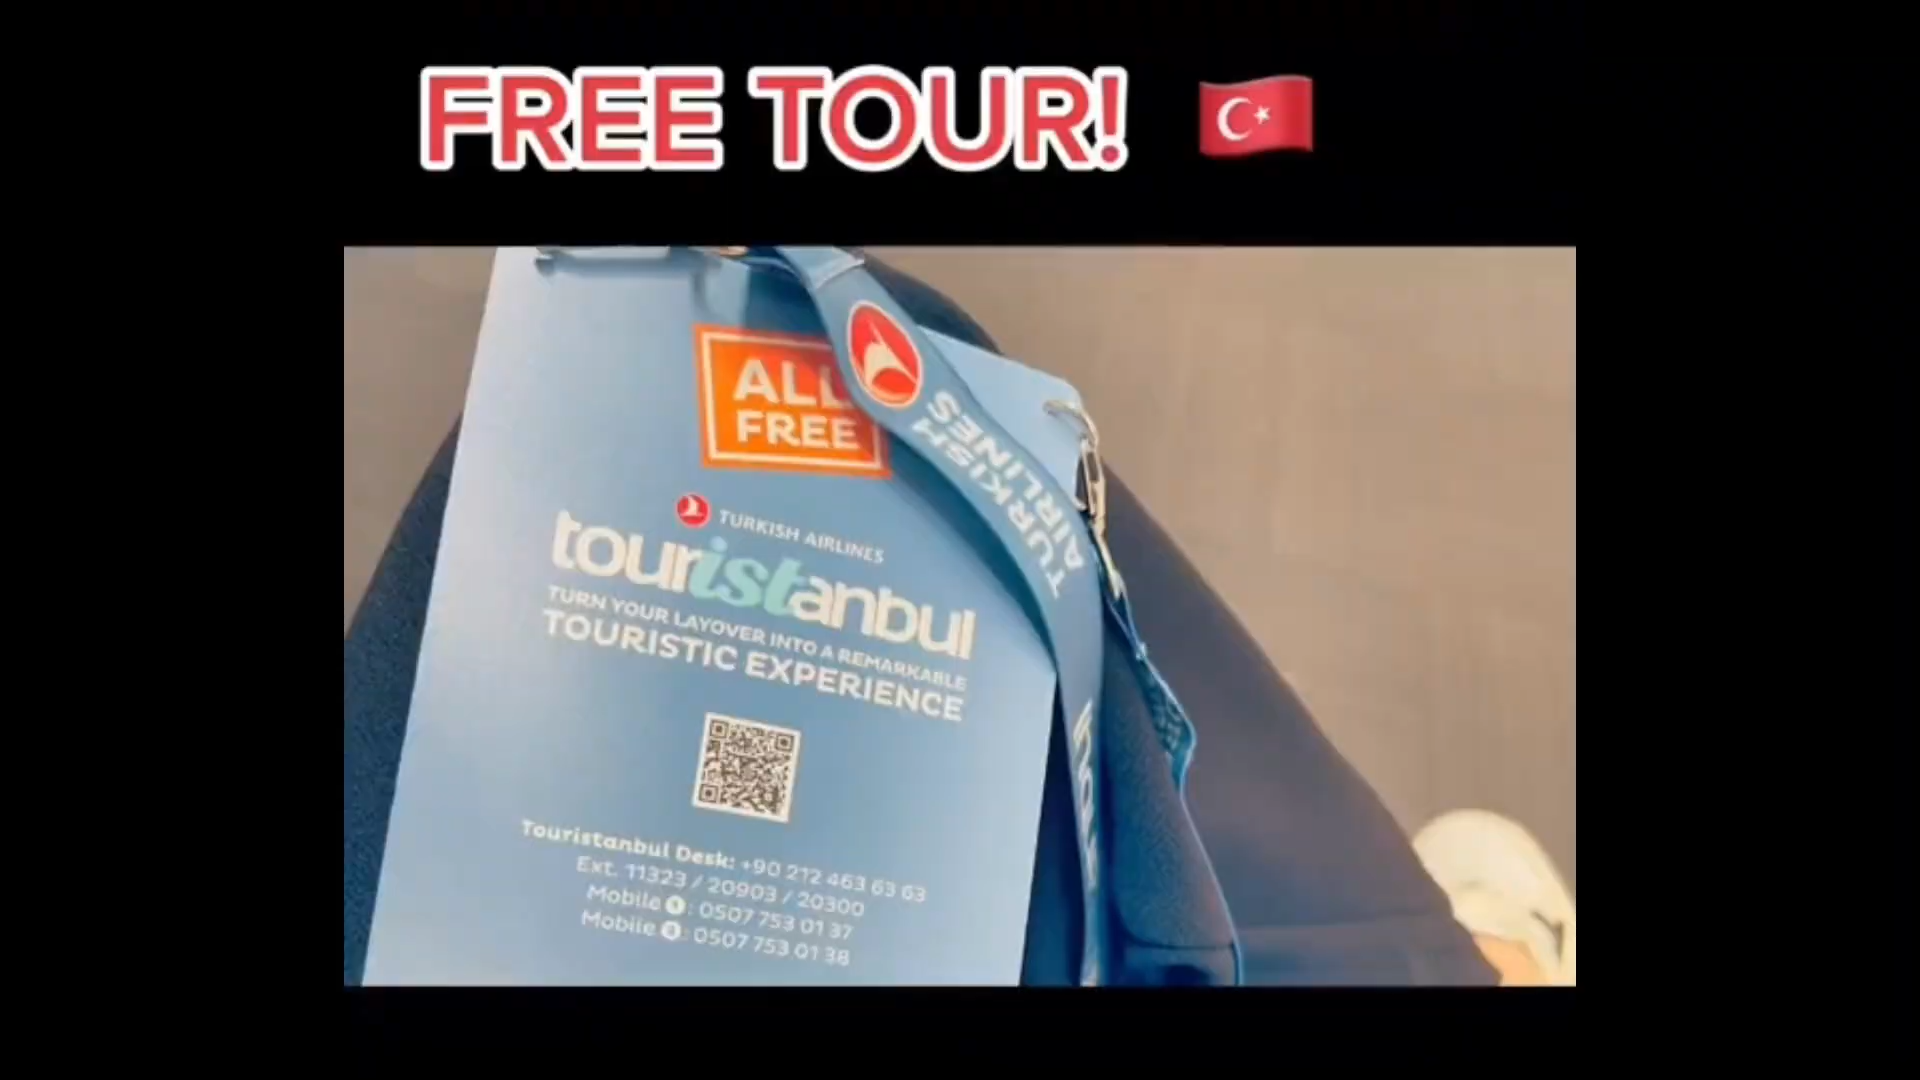 FREE TOUR!
ALL
FREE
TURKISH
AIRLINES
TURKISH AIRLINES
touristanbul
TURN YOUR LAYOVER INTO A REMARKABLE
TOURISTIC EXPERIENCE
Touristanbul Desk: +90 212 463 63 63
Ext. 11323 / 20903 / 20300
Mobile 1: 0507 753 01 37
Mobile 2: 0507 753 01 38